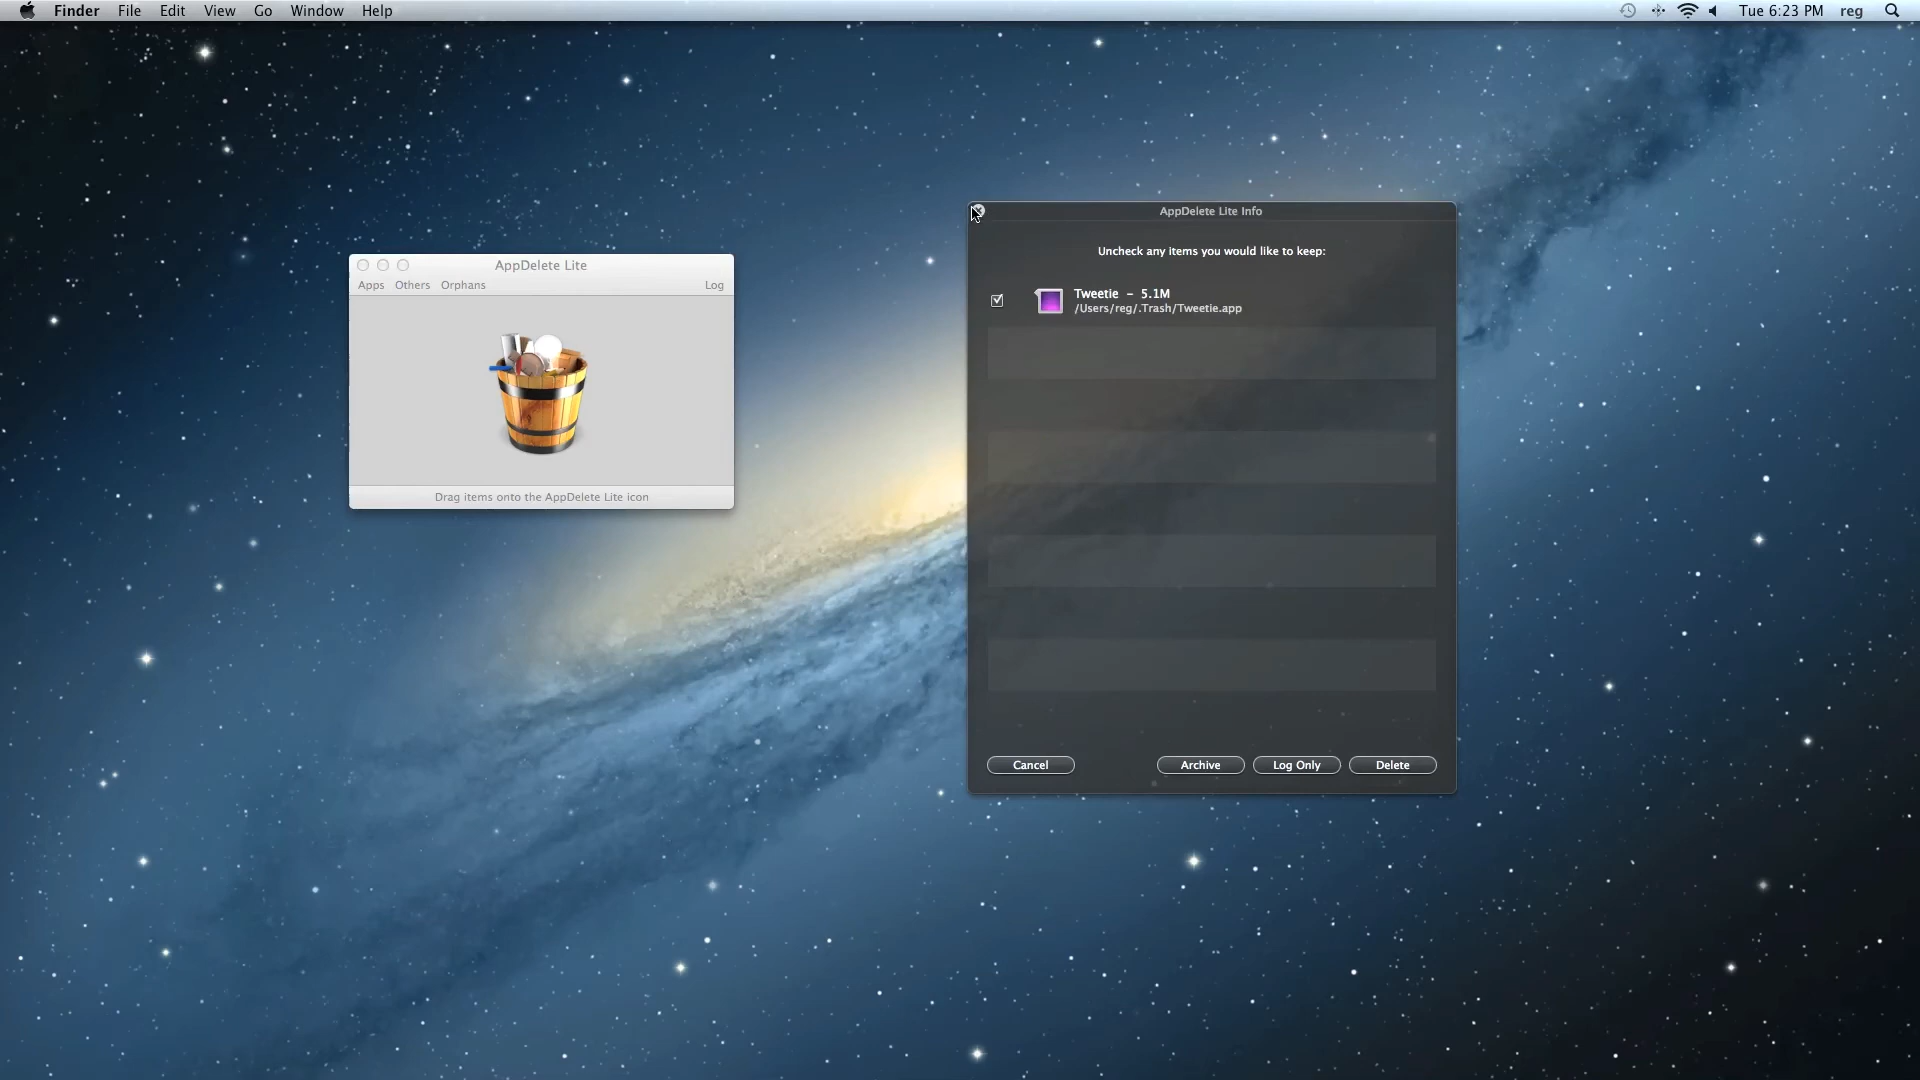 Finder File Edit View Go Window Help Tue 6:23 PM reg
AppDelete Lite
Apps Others Orphans Log
Drag items onto the AppDelete Lite icon
AppDelete Lite Info
Uncheck any items you would like to keep:
Tweetie – 5.1M
/Users/reg/.Trash/Tweetie.app
Cancel Archive Log Only Delete